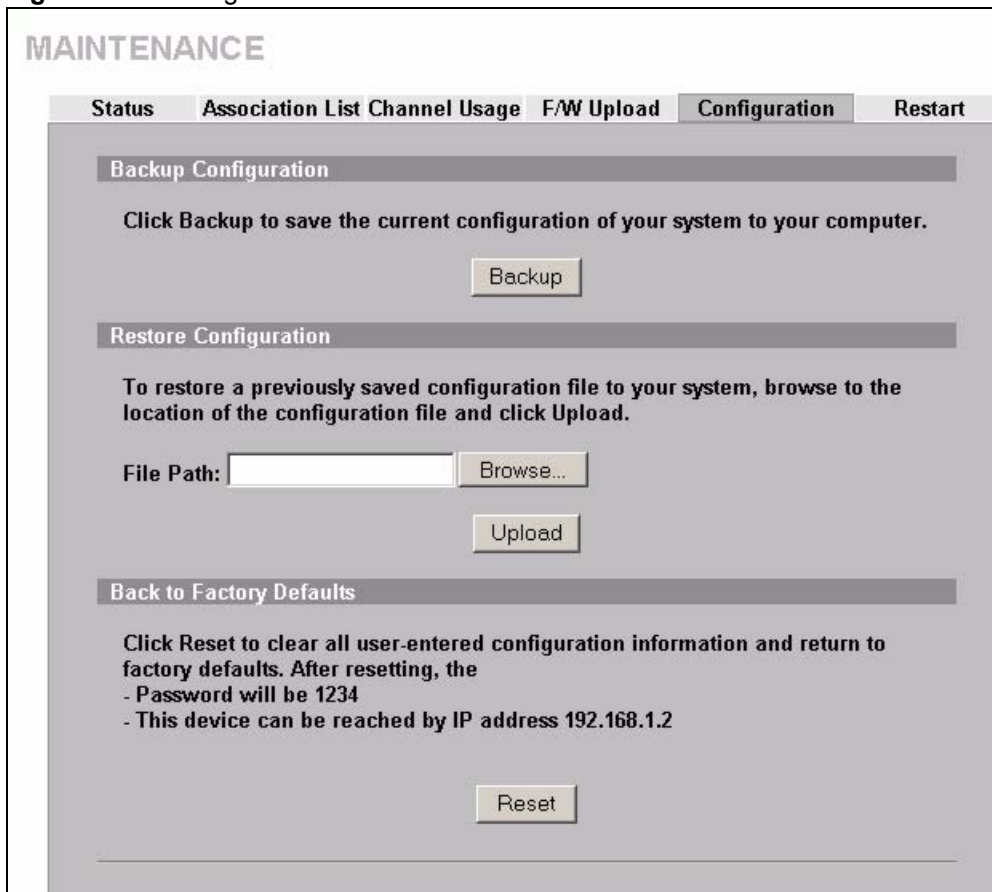 MAINTENANCE
Status Association List Channel Usage F/W Upload Configuration Restart
Backup Configuration
Click Backup to save the current configuration of your system to your computer.
Backup
Restore Configuration
To restore a previously saved configuration file to your system, browse to the
location of the configuration file and click Upload.
File Path: Browse...
Upload
Back to Factory Defaults
Click Reset to clear all user-entered configuration information and return to
factory defaults. After resetting, the
- Password will be 1234
- This device can be reached by IP address 192.168.1.2
Reset